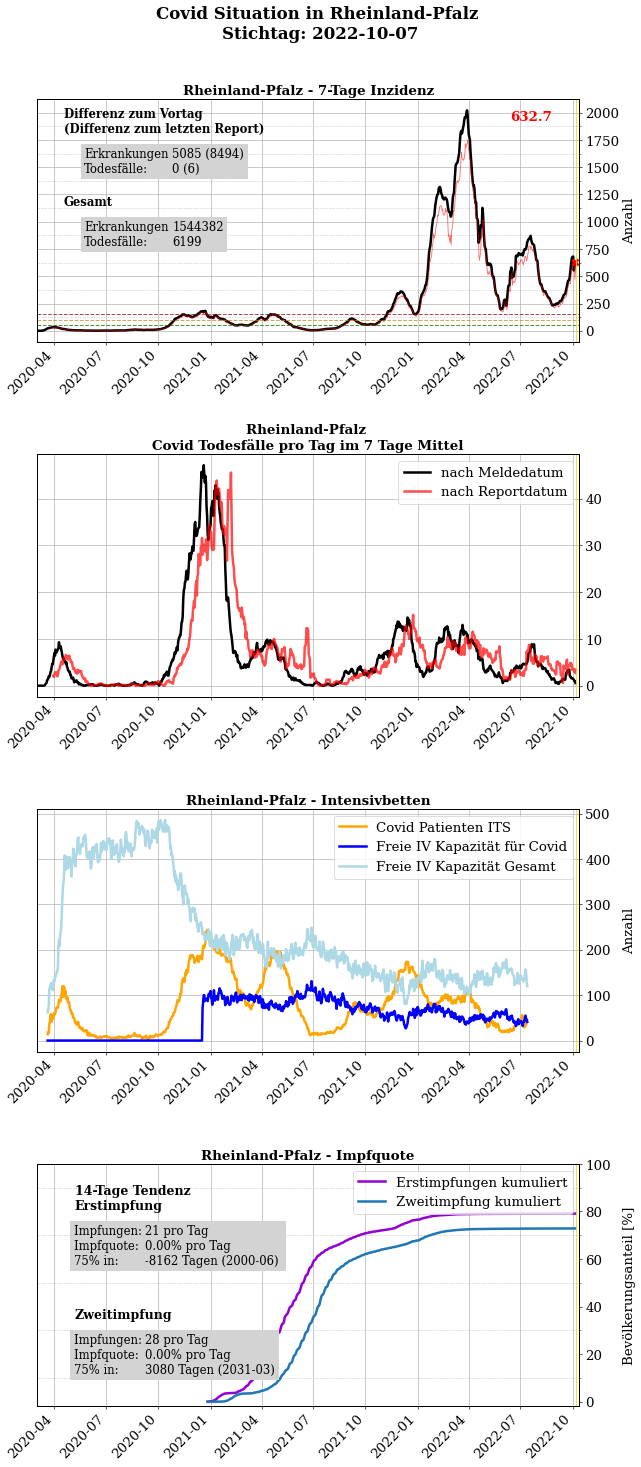 Covid Situation in Rheinland-Pfalz
Stichtag: 2022-10-07
Rheinland-Pfalz - 7-Tage Inzidenz
Differenz zum Vortag
(Differenz zum letzten Report)
Erkrankungen 5085 (8494)
Todesfälle: 0 (6)
Gesamt
Erkrankungen 1544382
Todesfälle: 6199
632.7
2000
1750
1500
1250
1000
750
500
250
0
Anzahl
2020-04 2020-07 2020-10 2021-01 2021-04 2021-07 2021-10 2022-01 2022-04 2022-07 2022-10
Rheinland-Pfalz
Covid Todesfälle pro Tag im 7 Tage Mittel
nach Meldedatum
nach Reportdatum
40
30
20
10
0
2020-04 2020-07 2020-10 2021-01 2021-04 2021-07 2021-10 2022-01 2022-04 2022-07 2022-10
Rheinland-Pfalz - Intensivbetten
Covid Patienten ITS
Freie IV Kapazität für Covid
Freie IV Kapazität Gesamt
500
400
300
200
100
0
Anzahl
2020-04 2020-07 2020-10 2021-01 2021-04 2021-07 2021-10 2022-01 2022-04 2022-07 2022-10
Rheinland-Pfalz - Impfquote
14-Tage Tendenz
Erstimpfung
Impfungen: 21 pro Tag
Impfquote: 0.00% pro Tag
75% in: -8162 Tagen (2000-06)
Zweitimpfung
Impfungen: 28 pro Tag
Impfquote: 0.00% pro Tag
75% in: 3080 Tagen (2031-03)
Erstimpfungen kumuliert
Zweitimpfung kumuliert
100
80
60
40
20
0
Bevölkerungsanteil [%]
2020-04 2020-07 2020-10 2021-01 2021-04 2021-07 2021-10 2022-01 2022-04 2022-07 2022-10